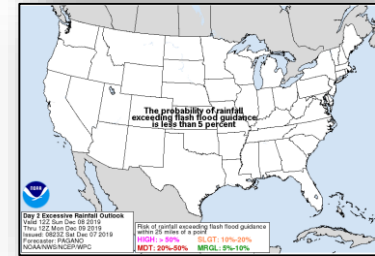 The probability of rainfall
exceeding flash flood guidance
is less than 5 percent
noaa
Day 2 Excessive Rainfall Outlook
Valid 12Z Sun Dec 08 2019
Thru 12Z Mon Dec 09 2019
Issued: 0823Z Sat Dec 07 2019
Forecaster: PAGANO
NOAA/NWS/NCEP/WPC
Risk of rainfall exceeding flash flood guidance
within 25 miles of a point
HIGH: > 50% SLGT: 10%-20%
MDT: 20%-50% MRGL: 5%-10%